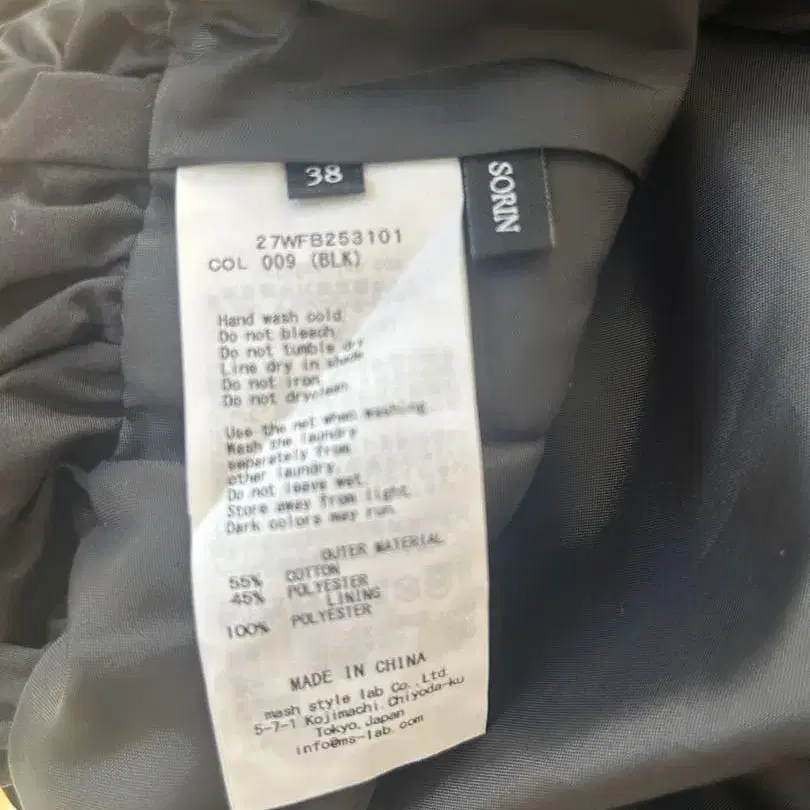 38
SORIN
27WFB253101
COL 009 (BLK)
Hand wash cold.
Do not bleach.
Do not tumble dry
Line dry in shade
Do not iron.
Do not dryclean.
Use the net when washing.
Wash the laundry
separately from
other laundry.
Do not leave wet.
Store away from light.
Dark colors may run.
OUTER MATERIAL
55% COTTON
45% POLYESTER
LINING
100% POLYESTER
MADE IN CHINA
mash style lab Co.,Ltd.
5-7-1 Kojimachi,Chiyoda-ku
Tokyo,Japan
info@ms-lab.com